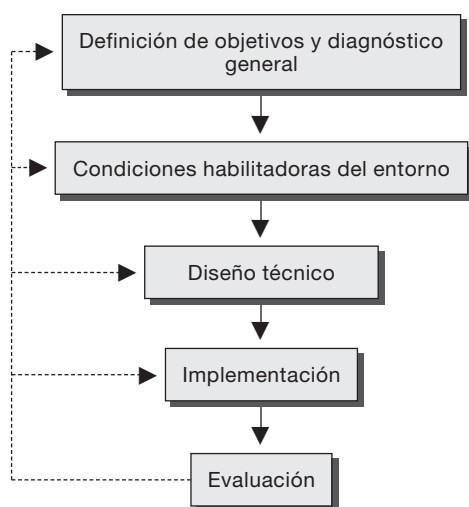 Definición de objetivos y diagnóstico
general
Condiciones habilitadoras del entorno
Diseño técnico
Implementación
Evaluación